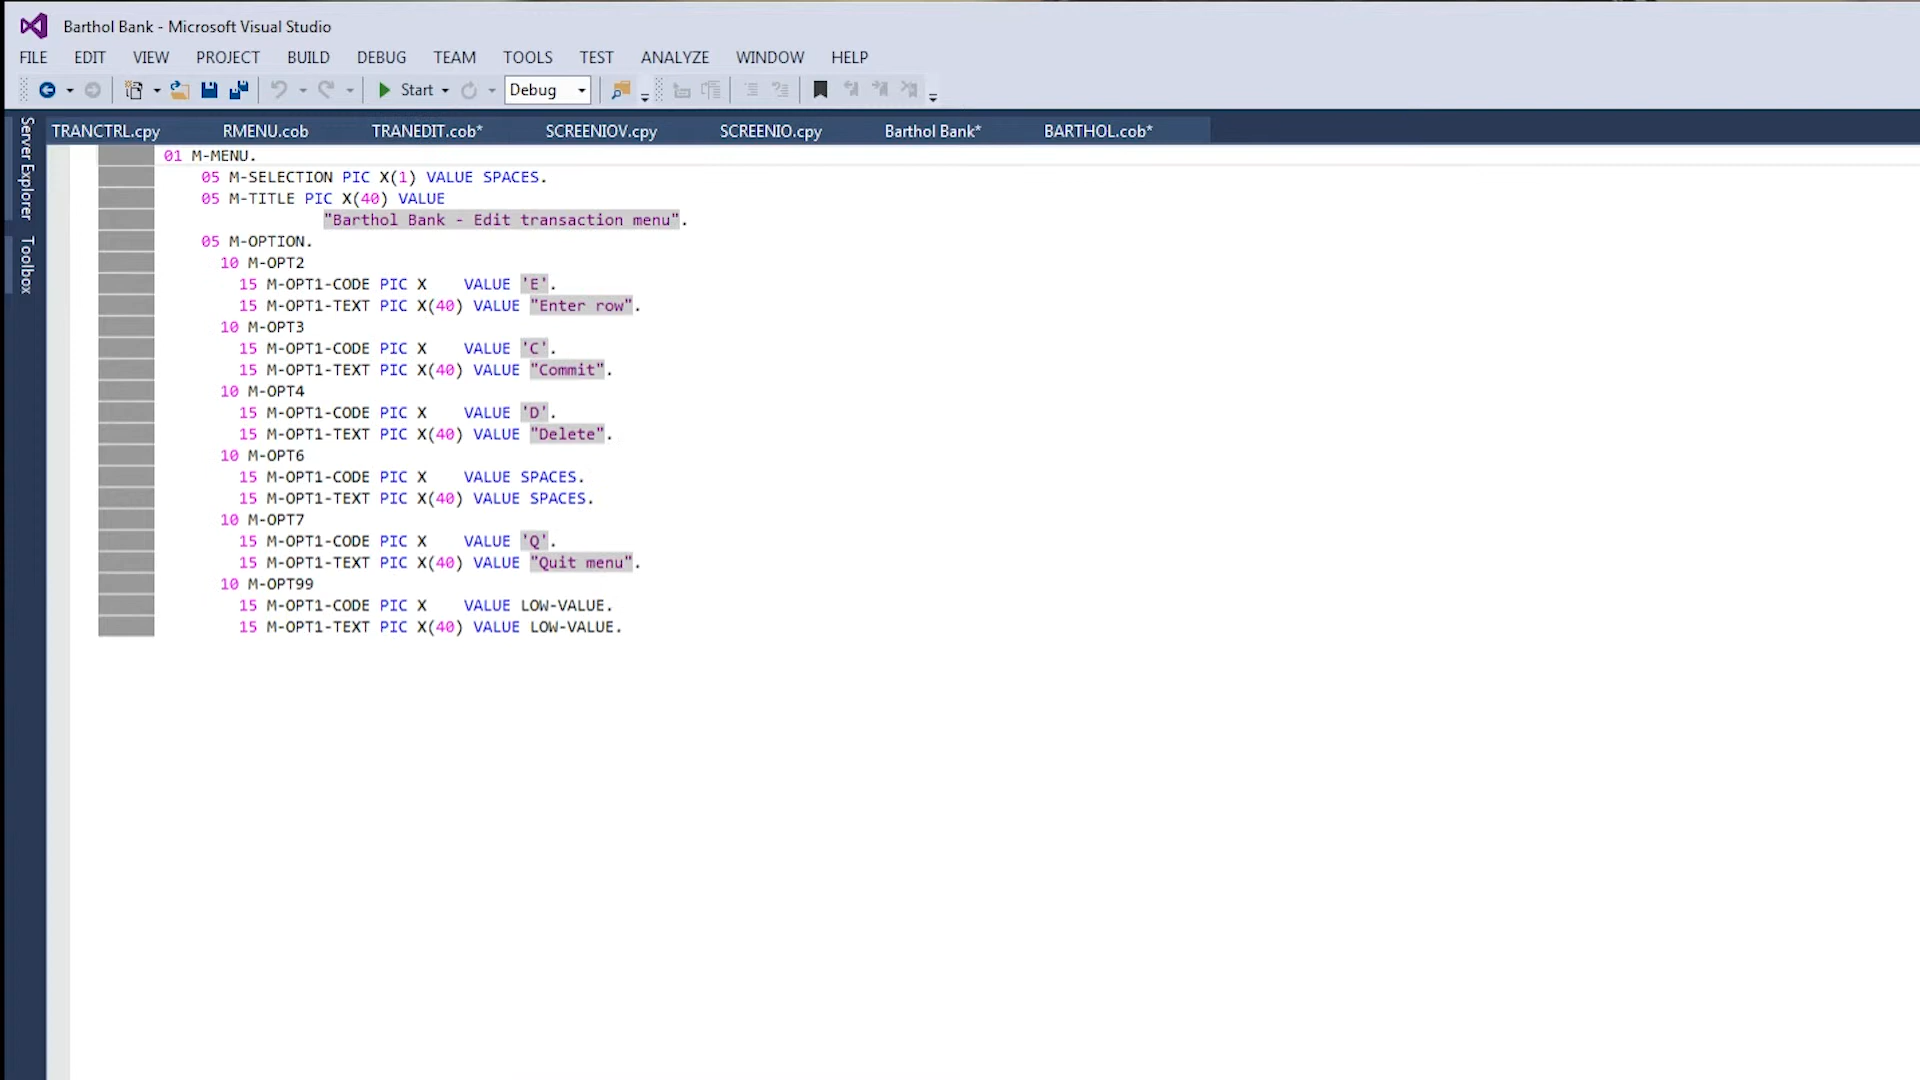 Barthol Bank - Microsoft Visual Studio
FILE EDIT VIEW PROJECT BUILD DEBUG TEAM TOOLS TEST ANALYZE WINDOW HELP
Start Debug
Server Explorer
Toolbox
TRANCTRL.cpy RMENU.cob TRANEDIT.cob* SCREENIOV.cpy SCREENIO.cpy Barthol Bank* BARTHOL.cob*
01 M-MENU.
05 M-SELECTION PIC X(1) VALUE SPACES.
05 M-TITLE PIC X(40) VALUE
"Barthol Bank - Edit transaction menu".
05 M-OPTION.
10 M-OPT2
15 M-OPT1-CODE PIC X VALUE 'E'.
15 M-OPT1-TEXT PIC X(40) VALUE "Enter row".
10 M-OPT3
15 M-OPT1-CODE PIC X VALUE 'C'.
15 M-OPT1-TEXT PIC X(40) VALUE "Commit".
10 M-OPT4
15 M-OPT1-CODE PIC X VALUE 'D'.
15 M-OPT1-TEXT PIC X(40) VALUE "Delete".
10 M-OPT6
15 M-OPT1-CODE PIC X VALUE SPACES.
15 M-OPT1-TEXT PIC X(40) VALUE SPACES.
10 M-OPT7
15 M-OPT1-CODE PIC X VALUE 'Q'.
15 M-OPT1-TEXT PIC X(40) VALUE "Quit menu".
10 M-OPT99
15 M-OPT1-CODE PIC X VALUE LOW-VALUE.
15 M-OPT1-TEXT PIC X(40) VALUE LOW-VALUE.